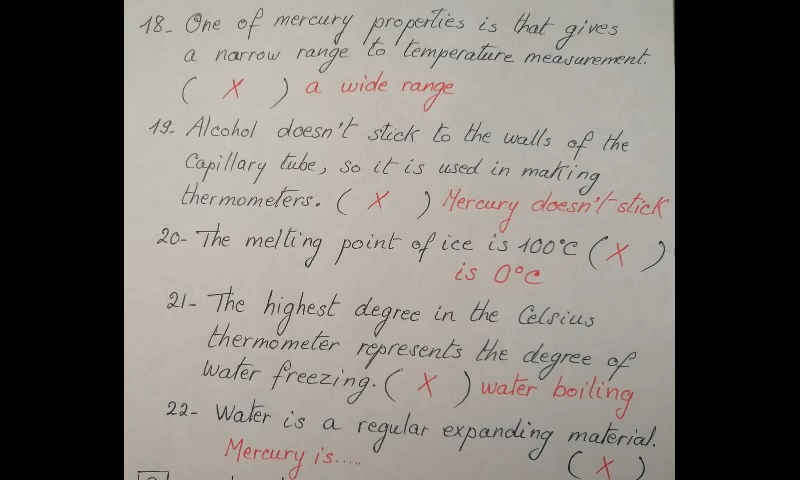 18- One of mercury properties is that gives
a narrow range to temperature measurement.
( X ) a wide range
19- Alcohol doesn't stick to the walls of the
Capillary tube, so it is used in making
thermometers. ( X ) Mercury doesn't stick
20- The melting point of ice is 100°C ( X )
is 0°C
21- The highest degree in the Celsius
thermometer represents the degree of
water freezing. ( X ) water boiling
22- Water is a regular expanding material.
Mercury is..... ( X )